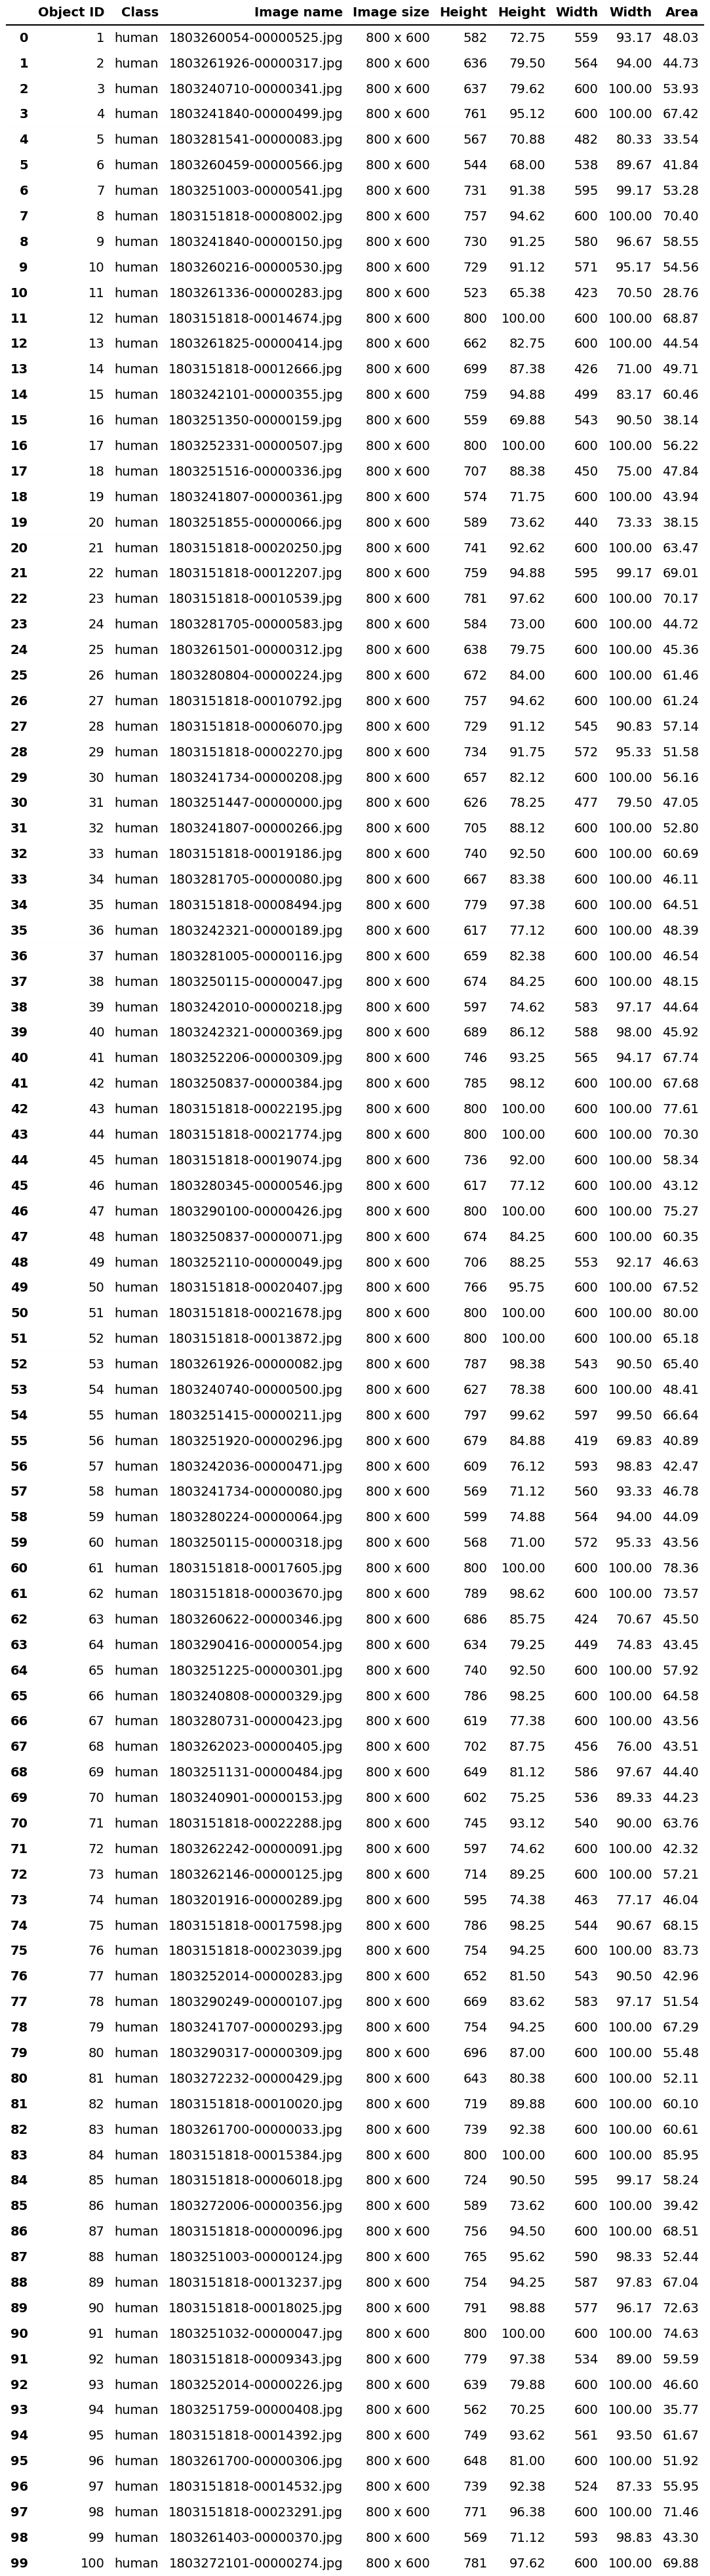 Object ID Class Image name Image size Height Height Width Width Area
0 1 human 1803260054-00000525.jpg 800 x 600 582 72.75 559 93.17 48.03
1 2 human 1803261926-00000317.jpg 800 x 600 636 79.50 564 94.00 44.73
2 3 human 1803240710-00000341.jpg 800 x 600 637 79.62 600 100.00 53.93
3 4 human 1803241840-00000499.jpg 800 x 600 761 95.12 600 100.00 67.42
4 5 human 1803281541-00000083.jpg 800 x 600 567 70.88 482 80.33 33.54
5 6 human 1803260459-00000566.jpg 800 x 600 544 68.00 538 89.67 41.84
6 7 human 1803251003-00000541.jpg 800 x 600 731 91.38 595 99.17 53.28
7 8 human 1803151818-00008002.jpg 800 x 600 757 94.62 600 100.00 70.40
8 9 human 1803241840-00000150.jpg 800 x 600 730 91.25 580 96.67 58.55
9 10 human 1803260216-00000530.jpg 800 x 600 729 91.12 571 95.17 54.56
10 11 human 1803261336-00000283.jpg 800 x 600 523 65.38 423 70.50 28.76
11 12 human 1803151818-00014674.jpg 800 x 600 800 100.00 600 100.00 68.87
12 13 human 1803261825-00000414.jpg 800 x 600 662 82.75 600 100.00 44.54
13 14 human 1803151818-00012666.jpg 800 x 600 699 87.38 426 71.00 49.71
14 15 human 1803242101-00000355.jpg 800 x 600 759 94.88 499 83.17 60.46
15 16 human 1803251350-00000159.jpg 800 x 600 559 69.88 543 90.50 38.14
16 17 human 1803252331-00000507.jpg 800 x 600 800 100.00 600 100.00 56.22
17 18 human 1803251516-00000336.jpg 800 x 600 707 88.38 450 75.00 47.84
18 19 human 1803241807-00000361.jpg 800 x 600 574 71.75 600 100.00 43.94
19 20 human 1803251855-00000066.jpg 800 x 600 589 73.62 440 73.33 38.15
20 21 human 1803151818-00020250.jpg 800 x 600 741 92.62 600 100.00 63.47
21 22 human 1803151818-00012207.jpg 800 x 600 759 94.88 595 99.17 69.01
22 23 human 1803151818-00010539.jpg 800 x 600 781 97.62 600 100.00 70.17
23 24 human 1803281705-00000583.jpg 800 x 600 584 73.00 600 100.00 44.72
24 25 human 1803261501-00000312.jpg 800 x 600 638 79.75 600 100.00 45.36
25 26 human 1803280804-00000224.jpg 800 x 600 672 84.00 600 100.00 61.46
26 27 human 1803151818-00010792.jpg 800 x 600 757 94.62 600 100.00 61.24
27 28 human 1803151818-00006070.jpg 800 x 600 729 91.12 545 90.83 57.14
28 29 human 1803151818-00002270.jpg 800 x 600 734 91.75 572 95.33 51.58
29 30 human 1803241734-00000208.jpg 800 x 600 657 82.12 600 100.00 56.16
30 31 human 1803251447-00000000.jpg 800 x 600 626 78.25 477 79.50 47.05
31 32 human 1803241807-00000266.jpg 800 x 600 705 88.12 600 100.00 52.80
32 33 human 1803151818-00019186.jpg 800 x 600 740 92.50 600 100.00 60.69
33 34 human 1803281705-00000080.jpg 800 x 600 667 83.38 600 100.00 46.11
34 35 human 1803151818-00008494.jpg 800 x 600 779 97.38 600 100.00 64.51
35 36 human 1803242321-00000189.jpg 800 x 600 617 77.12 600 100.00 48.39
36 37 human 1803281005-00000116.jpg 800 x 600 659 82.38 600 100.00 46.54
37 38 human 1803250115-00000047.jpg 800 x 600 674 84.25 600 100.00 48.15
38 39 human 1803242010-00000218.jpg 800 x 600 597 74.62 583 97.17 44.64
39 40 human 1803242321-00000369.jpg 800 x 600 689 86.12 588 98.00 45.92
40 41 human 1803252206-00000309.jpg 800 x 600 746 93.25 565 94.17 67.74
41 42 human 1803250837-00000384.jpg 800 x 600 785 98.12 600 100.00 67.68
42 43 human 1803151818-00022195.jpg 800 x 600 800 100.00 600 100.00 77.61
43 44 human 1803151818-00021774.jpg 800 x 600 800 100.00 600 100.00 70.30
44 45 human 1803151818-00019074.jpg 800 x 600 736 92.00 600 100.00 58.34
45 46 human 1803280345-00000546.jpg 800 x 600 617 77.12 600 100.00 43.12
46 47 human 1803290100-00000426.jpg 800 x 600 800 100.00 600 100.00 75.27
47 48 human 1803250837-00000071.jpg 800 x 600 674 84.25 600 100.00 60.35
48 49 human 1803252110-00000049.jpg 800 x 600 706 88.25 553 92.17 46.63
49 50 human 1803151818-00020407.jpg 800 x 600 766 95.75 600 100.00 67.52
50 51 human 1803151818-00021678.jpg 800 x 600 800 100.00 600 100.00 80.00
51 52 human 1803151818-00013872.jpg 800 x 600 800 100.00 600 100.00 65.18
52 53 human 1803261926-00000082.jpg 800 x 600 787 98.38 543 90.50 65.40
53 54 human 1803240740-00000500.jpg 800 x 600 627 78.38 600 100.00 48.41
54 55 human 1803251415-00000211.jpg 800 x 600 797 99.62 597 99.50 66.64
55 56 human 1803251920-00000296.jpg 800 x 600 679 84.88 419 69.83 40.89
56 57 human 1803242036-00000471.jpg 800 x 600 609 76.12 593 98.83 42.47
57 58 human 1803241734-00000080.jpg 800 x 600 569 71.12 560 93.33 46.78
58 59 human 1803280224-00000064.jpg 800 x 600 599 74.88 564 94.00 44.09
59 60 human 1803250115-00000318.jpg 800 x 600 568 71.00 572 95.33 43.56
60 61 human 1803151818-00017605.jpg 800 x 600 800 100.00 600 100.00 78.36
61 62 human 1803151818-00003670.jpg 800 x 600 789 98.62 600 100.00 73.57
62 63 human 1803260622-00000346.jpg 800 x 600 686 85.75 424 70.67 45.50
63 64 human 1803290416-00000054.jpg 800 x 600 634 79.25 449 74.83 43.45
64 65 human 1803251225-00000301.jpg 800 x 600 740 92.50 600 100.00 57.92
65 66 human 1803240808-00000329.jpg 800 x 600 786 98.25 600 100.00 64.58
66 67 human 1803280731-00000423.jpg 800 x 600 619 77.38 600 100.00 43.56
67 68 human 1803262023-00000405.jpg 800 x 600 702 87.75 456 76.00 43.51
68 69 human 1803251131-00000484.jpg 800 x 600 649 81.12 586 97.67 44.40
69 70 human 1803240901-00000153.jpg 800 x 600 602 75.25 536 89.33 44.23
70 71 human 1803151818-00022288.jpg 800 x 600 745 93.12 540 90.00 63.76
71 72 human 1803262242-00000091.jpg 800 x 600 597 74.62 600 100.00 42.32
72 73 human 1803262146-00000125.jpg 800 x 600 714 89.25 600 100.00 57.21
73 74 human 1803201916-00000289.jpg 800 x 600 595 74.38 463 77.17 46.04
74 75 human 1803151818-00017598.jpg 800 x 600 786 98.25 544 90.67 68.15
75 76 human 1803151818-00023039.jpg 800 x 600 754 94.25 600 100.00 83.73
76 77 human 1803252014-00000283.jpg 800 x 600 652 81.50 543 90.50 42.96
77 78 human 1803290249-00000107.jpg 800 x 600 669 83.62 583 97.17 51.54
78 79 human 1803241707-00000293.jpg 800 x 600 754 94.25 600 100.00 67.29
79 80 human 1803290317-00000309.jpg 800 x 600 696 87.00 600 100.00 55.48
80 81 human 1803272232-00000429.jpg 800 x 600 643 80.38 600 100.00 52.11
81 82 human 1803151818-00010020.jpg 800 x 600 719 89.88 600 100.00 60.10
82 83 human 1803261700-00000033.jpg 800 x 600 739 92.38 600 100.00 60.61
83 84 human 1803151818-00015384.jpg 800 x 600 800 100.00 600 100.00 85.95
84 85 human 1803151818-00006018.jpg 800 x 600 724 90.50 595 99.17 58.24
85 86 human 1803272006-00000356.jpg 800 x 600 589 73.62 600 100.00 39.42
86 87 human 1803151818-00000096.jpg 800 x 600 756 94.50 600 100.00 68.51
87 88 human 1803251003-00000124.jpg 800 x 600 765 95.62 590 98.33 52.44
88 89 human 1803151818-00013237.jpg 800 x 600 754 94.25 587 97.83 67.04
89 90 human 1803151818-00018025.jpg 800 x 600 791 98.88 577 96.17 72.63
90 91 human 1803251032-00000047.jpg 800 x 600 800 100.00 600 100.00 74.63
91 92 human 1803151818-00009343.jpg 800 x 600 779 97.38 534 89.00 59.59
92 93 human 1803252014-00000226.jpg 800 x 600 639 79.88 600 100.00 46.60
93 94 human 1803251759-00000408.jpg 800 x 600 562 70.25 600 100.00 35.77
94 95 human 1803151818-00014392.jpg 800 x 600 749 93.62 561 93.50 61.67
95 96 human 1803261700-00000306.jpg 800 x 600 648 81.00 600 100.00 51.92
96 97 human 1803151818-00014532.jpg 800 x 600 739 92.38 524 87.33 55.95
97 98 human 1803151818-00023291.jpg 800 x 600 771 96.38 600 100.00 71.46
98 99 human 1803261403-00000370.jpg 800 x 600 569 71.12 593 98.83 43.30
99 100 human 1803272101-00000274.jpg 800 x 600 781 97.62 600 100.00 69.88